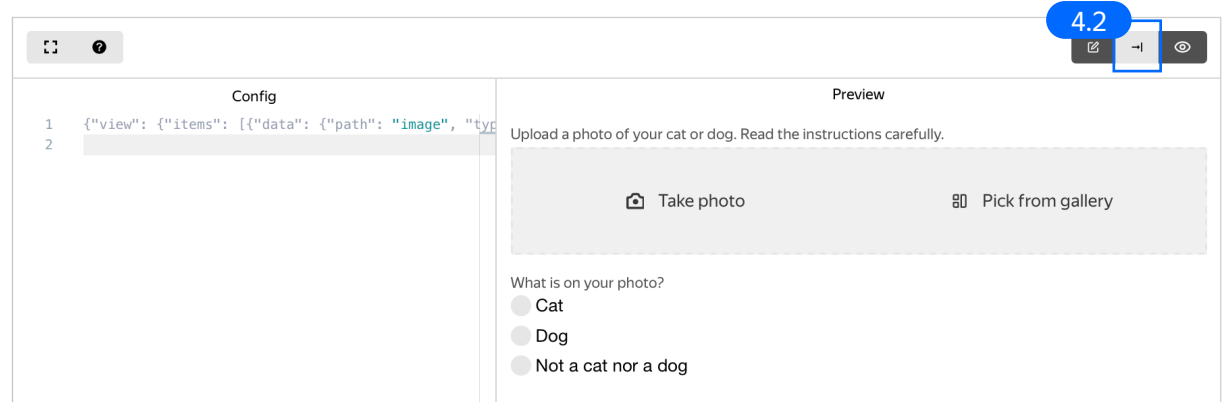 4.2
Config
Preview
1 {"view": {"items": [{"data": {"path": "image", "typ
2
Upload a photo of your cat or dog. Read the instructions carefully.
Take photo
Pick from gallery
What is on your photo?
Cat
Dog
Not a cat nor a dog